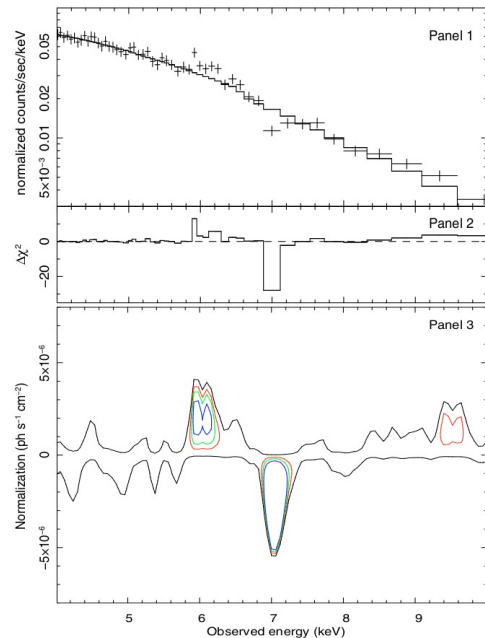 Panel 1
normalized counts/sec/keV
0.05
0.02
0.01
5×10⁻³
Panel 2
Δχ²
0
−20
Panel 3
Normalization (ph s⁻¹ cm⁻²)
5×10⁻⁶
0
−5×10⁻⁶
5 6 7 8 9
Observed energy (keV)